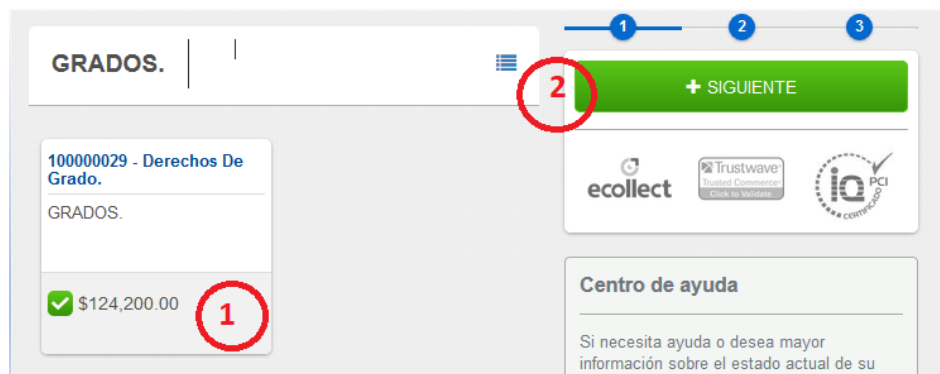 GRADOS.
100000029 - Derechos De
Grado.
GRADOS.
$124,200.00
1
1
2
3
2
+ SIGUIENTE
ecollect
Trustwave
Trusted Commerce
Click to Validate
iQ PCI
CERTIFICADO
Centro de ayuda
Si necesita ayuda o desea mayor
información sobre el estado actual de su